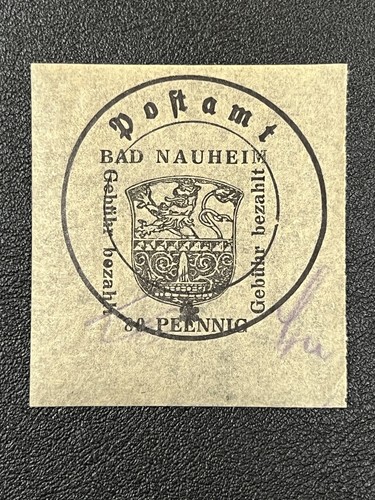 Postamt
BAD NAUHEIM
Gebühr bezahlt
Gebühr bezahlt
80 PFENNIG